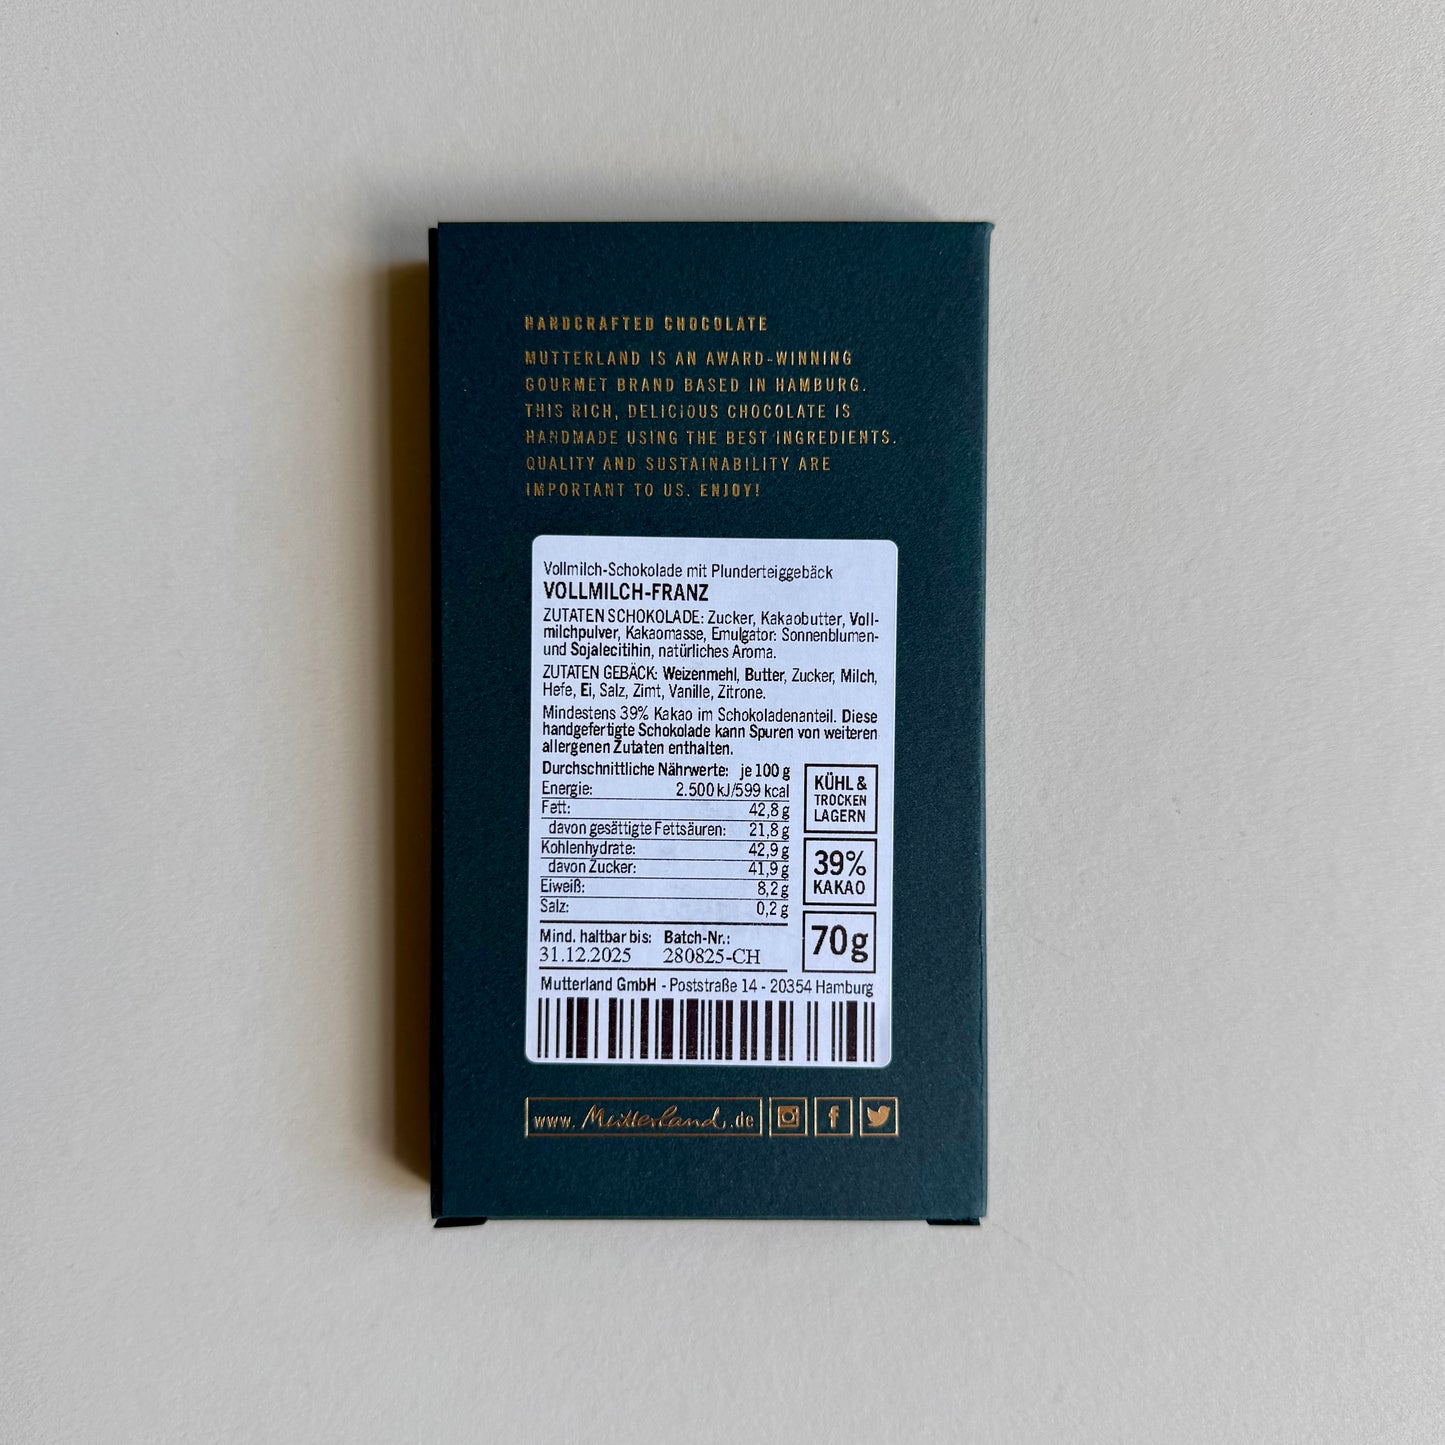 HANDCRAFTED CHOCOLATE
MUTTERLAND IS AN AWARD-WINNING
GOURMET BRAND BASED IN HAMBURG.
THIS RICH, DELICIOUS CHOCOLATE IS
HANDMADE USING THE BEST INGREDIENTS.
QUALITY AND SUSTAINABILITY ARE
IMPORTANT TO US. ENJOY!
Vollmilch-Schokolade mit Plunderteiggebäck
VOLLMILCH-FRANZ
ZUTATEN SCHOKOLADE: Zucker, Kakaobutter, Voll-
milchpulver, Kakaomasse, Emulgator: Sonnenblumen-
und Sojalecitihin, natürliches Aroma.
ZUTATEN GEBÄCK: Weizenmehl, Butter, Zucker, Milch,
Hefe, Ei, Salz, Zimt, Vanille, Zitrone.
Mindestens 39% Kakao im Schokoladenanteil. Diese
handgefertigte Schokolade kann Spuren von weiteren
allergenen Zutaten enthalten.
Durchschnittliche Nährwerte: je 100 g
Energie: 2.500 kJ/599 kcal
Fett: 42,8 g
davon gesättigte Fettsäuren: 21,8 g
Kohlenhydrate: 42,9 g
davon Zucker: 41,9 g
Eiweiß: 8,2 g
Salz: 0,2 g
KÜHL &
TROCKEN
LAGERN
39%
KAKAO
70g
Mind. haltbar bis: Batch-Nr.:
31.12.2025 280825-CH
Mutterland GmbH - Poststraße 14 - 20354 Hamburg
www. Mutterland .de